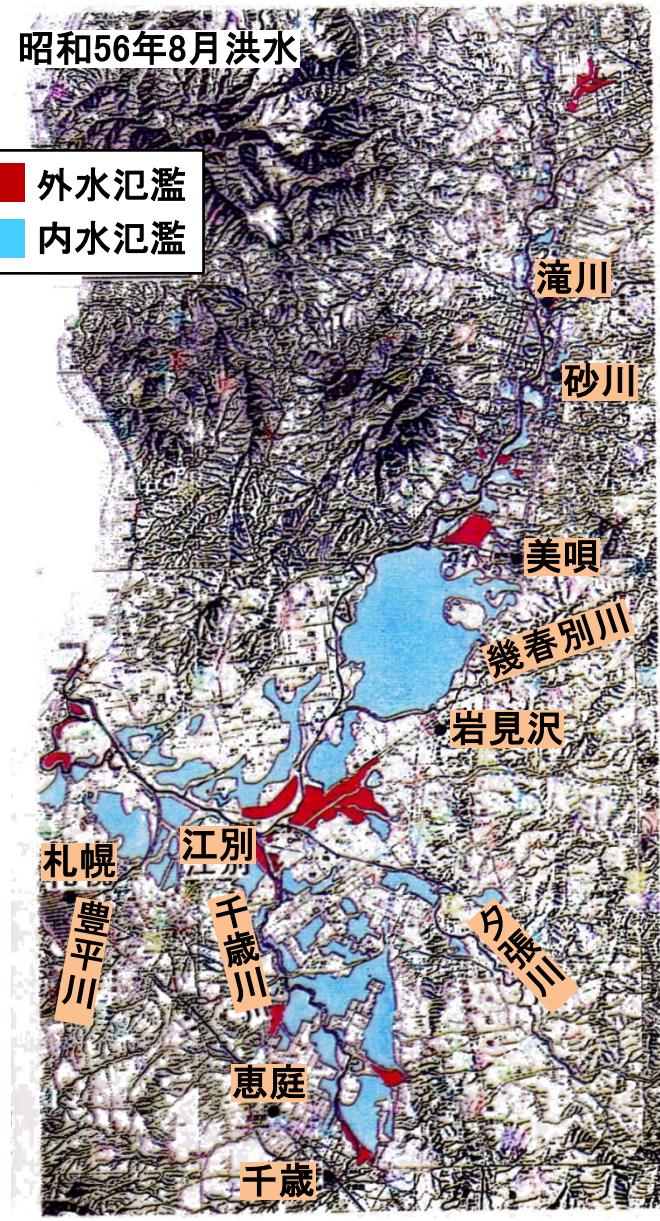 昭和56年8月洪水
外水氾濫
内水氾濫
滝川
砂川
美唄
幾春別川
岩見沢
江別
札幌
豊平川
千歳川
夕張川
恵庭
千歳